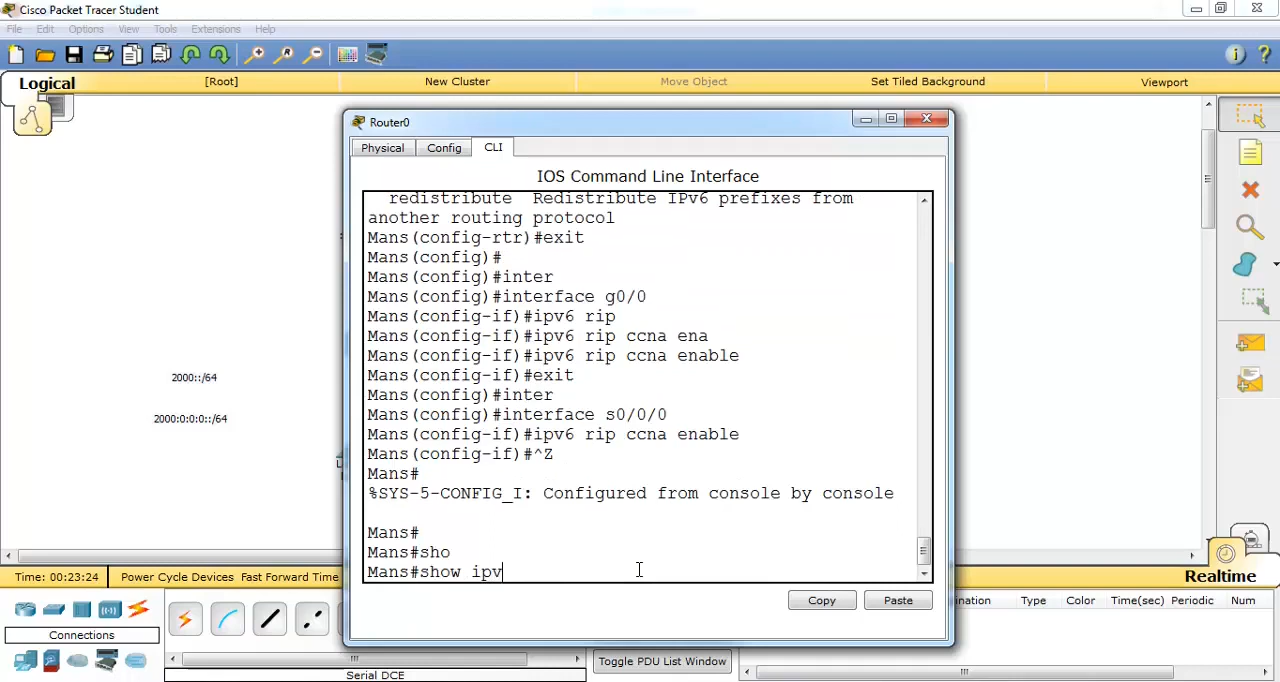 Cisco Packet Tracer Student
File Edit Options View Tools Extensions Help
Logical [Root] New Cluster Move Object Set Tiled Background Viewport
Router0
Physical Config CLI
IOS Command Line Interface
redistribute Redistribute IPv6 prefixes from
another routing protocol
Mans(config-rtr)#exit
Mans(config)#
Mans(config)#inter
Mans(config)#interface g0/0
Mans(config-if)#ipv6 rip
Mans(config-if)#ipv6 rip ccna ena
Mans(config-if)#ipv6 rip ccna enable
Mans(config-if)#exit
Mans(config)#inter
Mans(config)#interface s0/0/0
Mans(config-if)#ipv6 rip ccna enable
Mans(config-if)#^Z
Mans#
%SYS-5-CONFIG_I: Configured from console by console
Mans#
Mans#sho
Mans#show ipv
Copy Paste
2000::/64
2000:0:0:0::/64
Time: 00:23:24 Power Cycle Devices Fast Forward Time
Realtime
Connections
Serial DCE
Toggle PDU List Window
ination Type Color Time(sec) Periodic Num